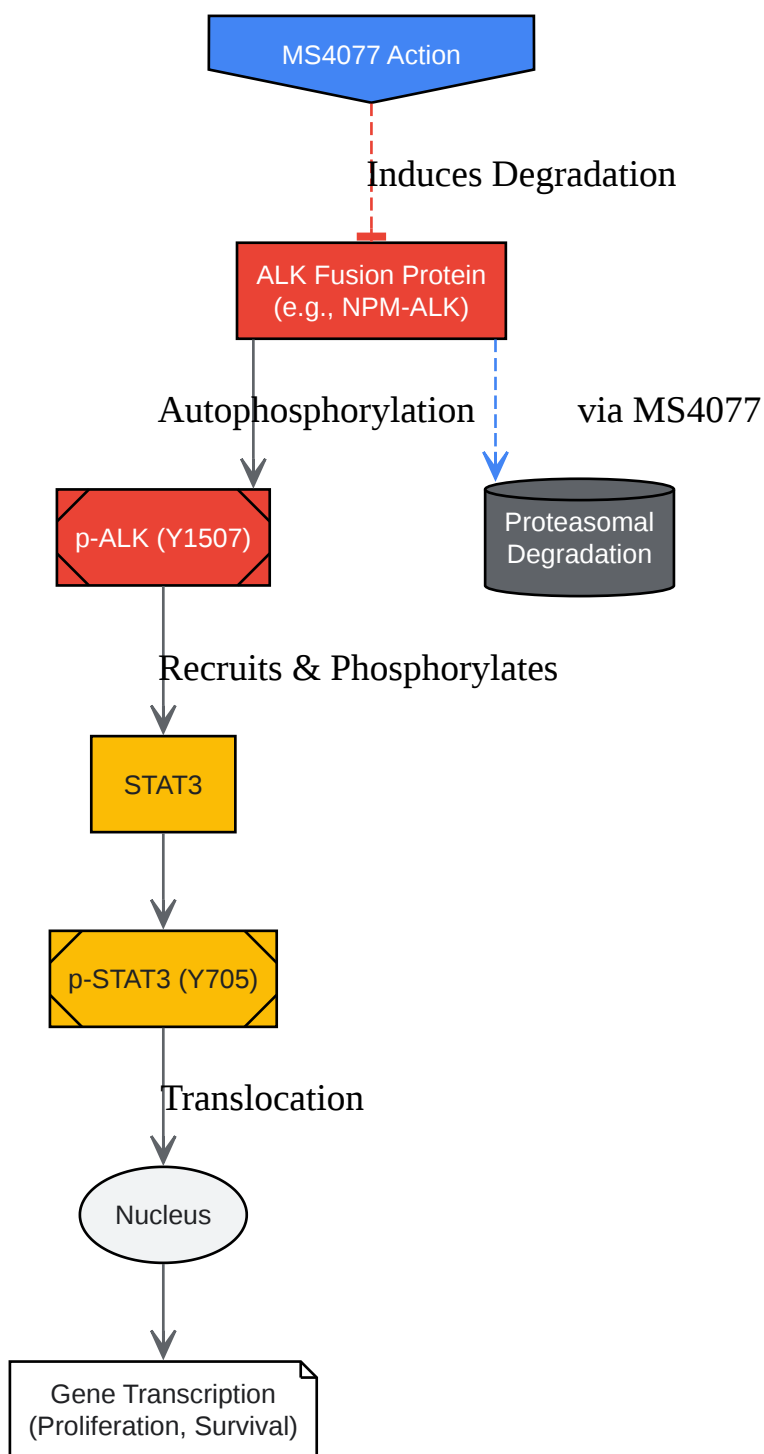 MS4077 Action
Induces Degradation
ALK Fusion Protein
(e.g., NPM-ALK)
Autophosphorylation
via MS4077
p-ALK (Y1507)
Proteasomal
Degradation
Recruits & Phosphorylates
STAT3
p-STAT3 (Y705)
Translocation
Nucleus
Gene Transcription
(Proliferation, Survival)